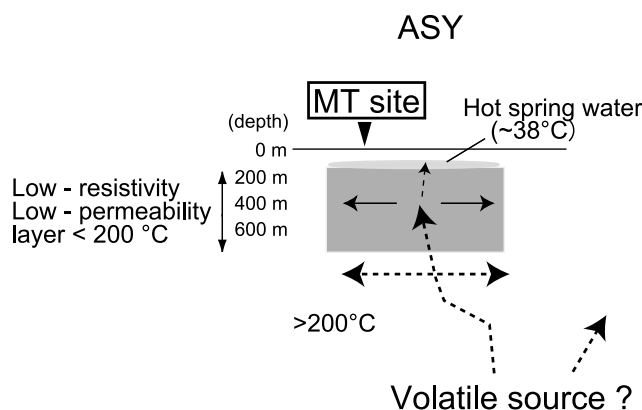 ASY
MT site
Hot spring water
(~38°C)
(depth)
0 m
200 m
400 m
600 m
Low - resistivity
Low - permeability
layer < 200 °C
>200°C
Volatile source ?